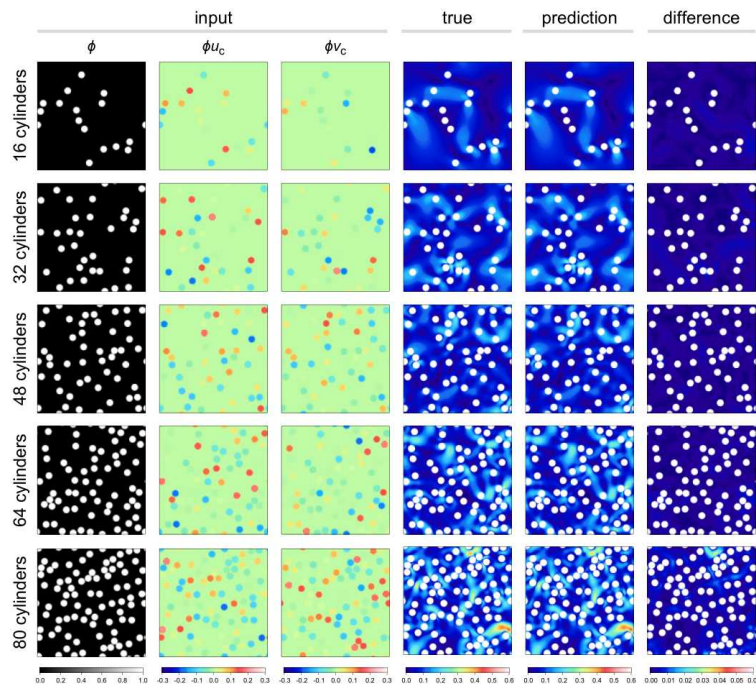 input true prediction difference
ϕ ϕu_c ϕv_c
16 cylinders
32 cylinders
48 cylinders
64 cylinders
80 cylinders
0.0 0.2 0.4 0.6 0.8 1.0 -0.3 -0.2 -0.1 0.0 0.1 0.2 0.3 -0.3 -0.2 -0.1 0.0 0.1 0.2 0.3 0.0 0.1 0.2 0.3 0.4 0.5 0.6 0.0 0.1 0.2 0.3 0.4 0.5 0.6 0.00 0.01 0.02 0.03 0.04 0.05 0.06